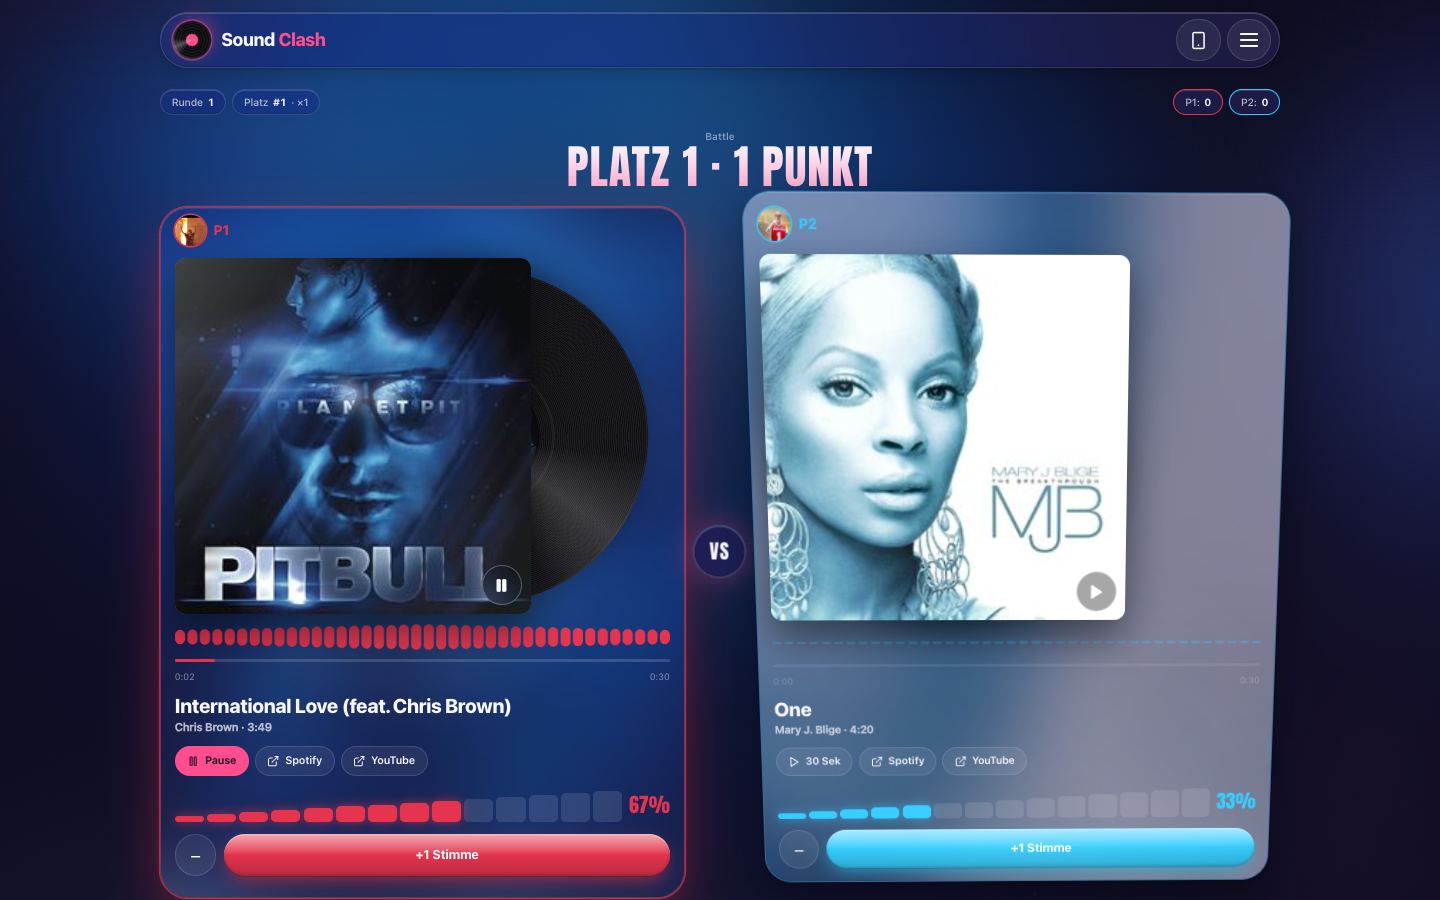 Sound Clash
Runde 1
Platz #1 · ×1
P1: 0
P2: 0
Battle
PLATZ 1 · 1 PUNKT
P1
PLANET PIT
PITBULL
0:02
0:30
International Love (feat. Chris Brown)
Chris Brown · 3:49
Pause
Spotify
YouTube
67%
–
+1 Stimme
VS
P2
MARY J BLIGE
THE BREAKTHROUGH
MJB
0:00
0:30
One
Mary J. Blige · 4:20
30 Sek
Spotify
YouTube
33%
–
+1 Stimme